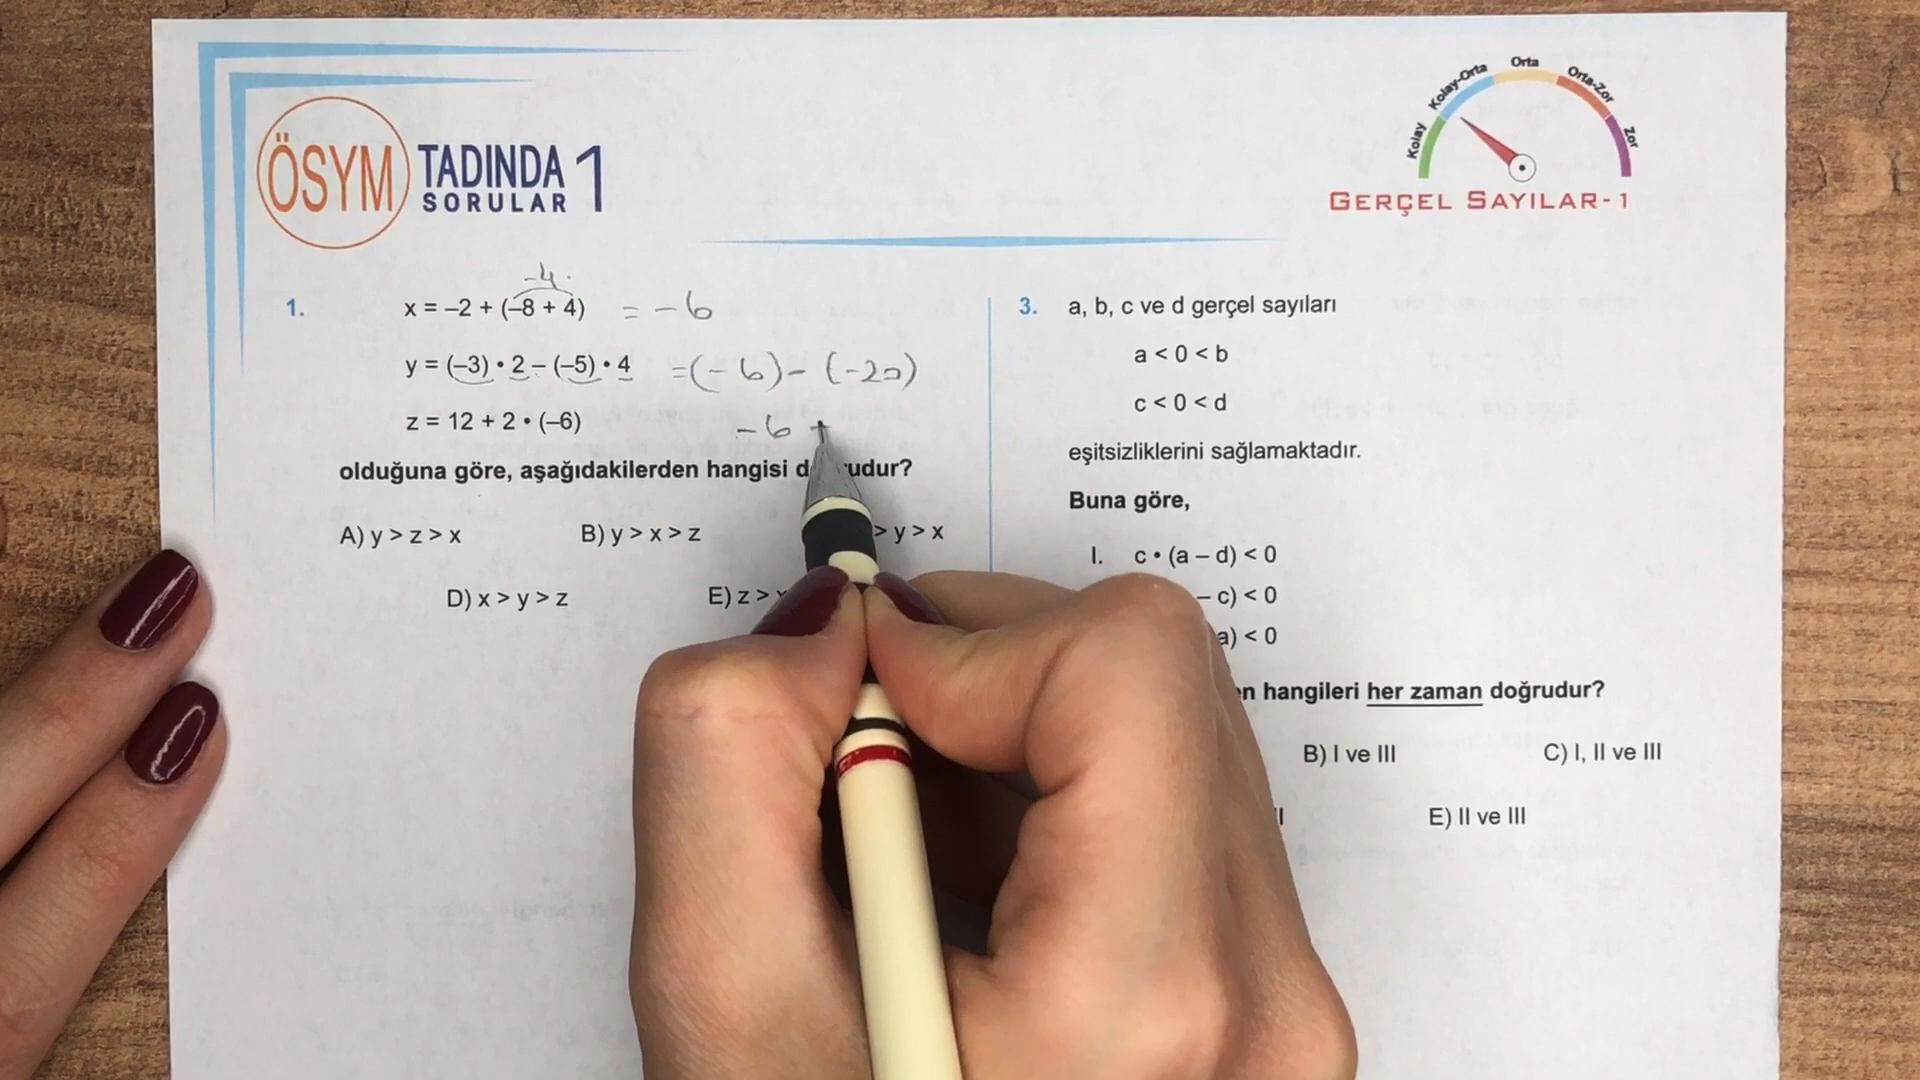 ÖSYM TADINDA SORULAR 1
Kolay Kolay-Orta Orta Orta-Zor Zor
GERÇEL SAYILAR-1
-4
1. x = –2 + (–8 + 4) = -6
y = (–3) • 2 – (–5) • 4 =(-6)-(-20)
z = 12 + 2 • (–6) -6 +
olduğuna göre, aşağıdakilerden hangisi
A) y > z > x B) y > x > z > y > x
D) x > y > z E) z >
3. a, b, c ve d gerçel sayıları
a < 0 < b
c < 0 < d
eşitsizliklerini sağlamaktadır.
Buna göre,
I. c • (a – d) < 0
– c) < 0
a) < 0
hangileri her zaman doğrudur?
B) I ve III C) I, II ve III
E) II ve III